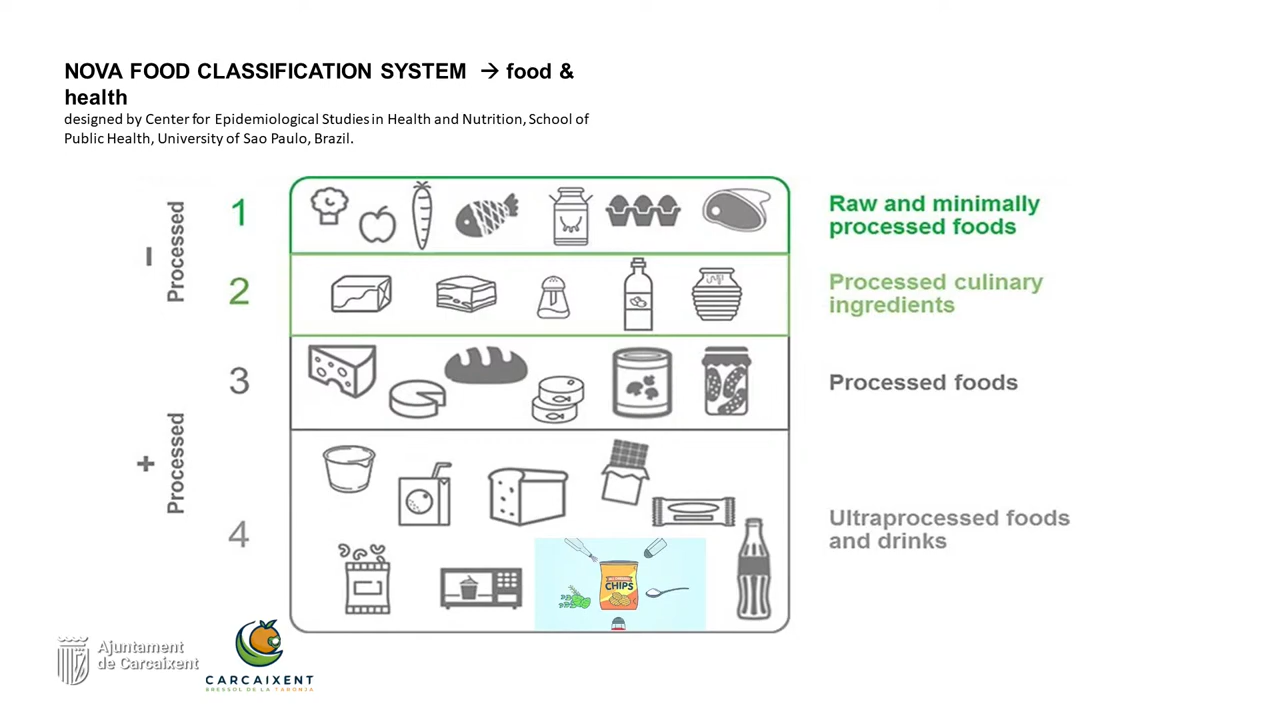 NOVA FOOD CLASSIFICATION SYSTEM → food &
health
designed by Center for Epidemiological Studies in Health and Nutrition, School of
Public Health, University of Sao Paulo, Brazil.
− Processed
1
Raw and minimally
processed foods
2
Processed culinary
ingredients
3
Processed foods
+ Processed
4
Ultraprocessed foods
and drinks
CHIPS
Ajuntament
de Carcaixent
CARCAIXENT
BRESSOL DE LA TARONJA